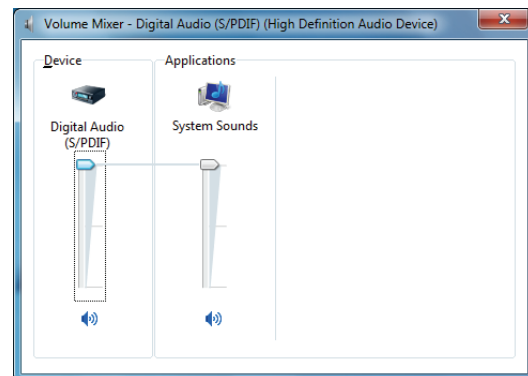 Volume Mixer - Digital Audio (S/PDIF) (High Definition Audio Device)
Device
Applications
Digital Audio
(S/PDIF)
System Sounds